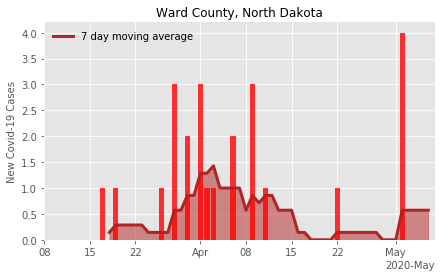 Ward County, North Dakota
7 day moving average
New Covid-19 Cases
4.0
3.5
3.0
2.5
2.0
1.5
1.0
0.5
0.0
08 15 22 Apr 08 15 22 May
2020-May